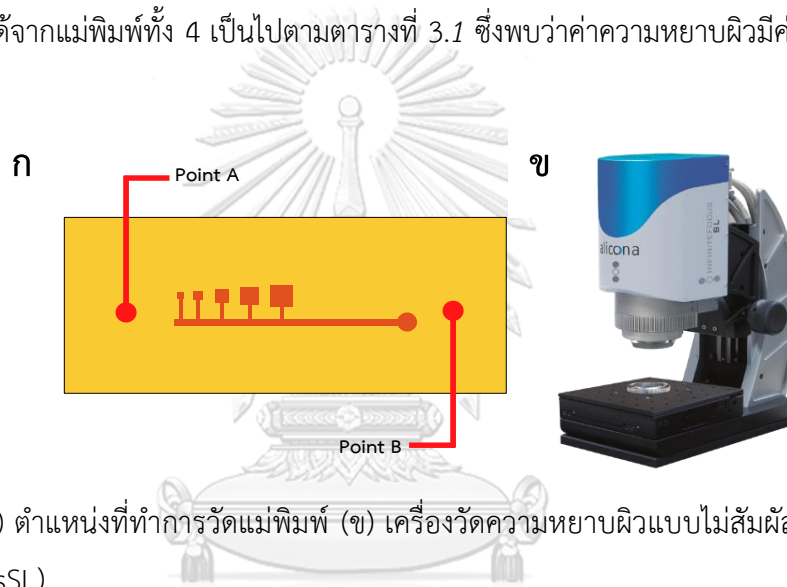 ได้จากแม่พิมพ์ทั้ง 4 เป็นไปตามตารางที่ 3.1 ซึ่งพบว่าค่าความหยาบผิวมีค่
ก
ข
Point A
alicona
INFINITEFOCUS
SL
Point B
) ตำแหน่งที่ทำการวัดแม่พิมพ์ (ข) เครื่องวัดความหยาบผิวแบบไม่สัมผัส
sSL)